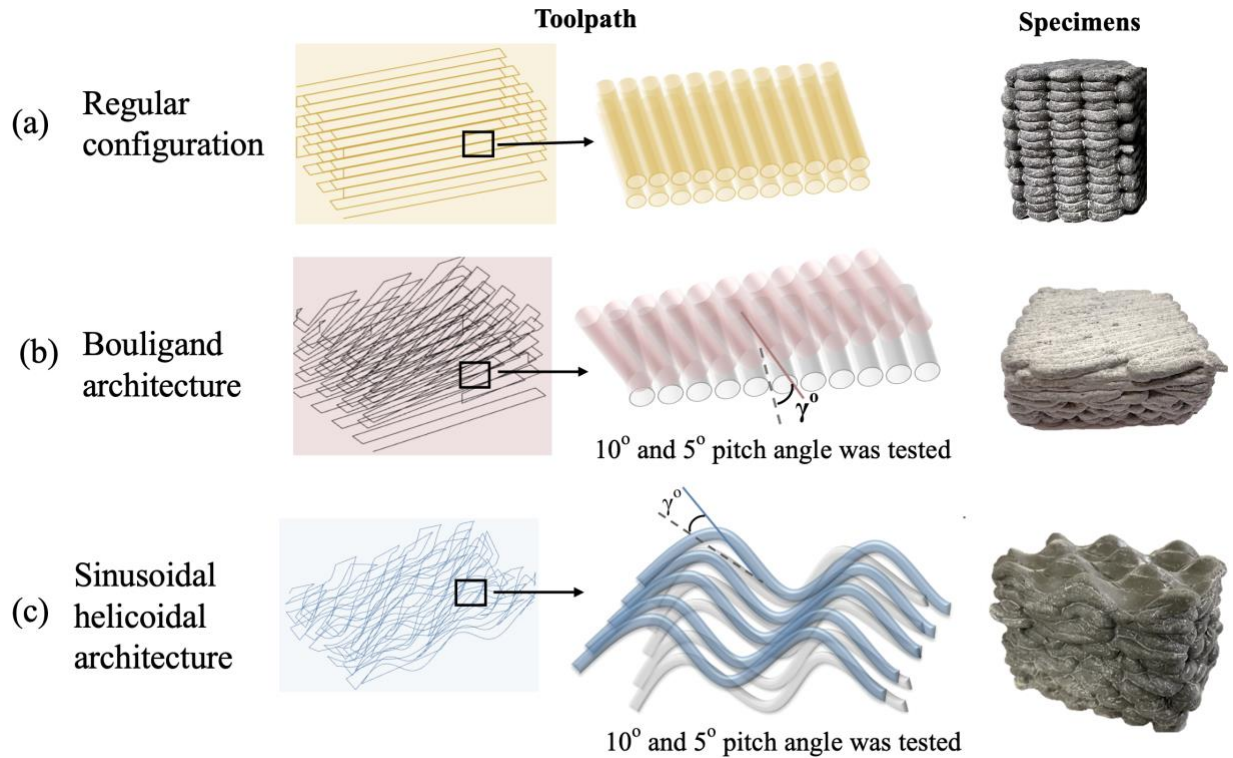 Toolpath
Specimens
(a)
Regular
configuration
(b)
Bouligand
architecture
γ°
10° and 5° pitch angle was tested
(c)
Sinusoidal
helicoidal
architecture
γ°
10° and 5° pitch angle was tested